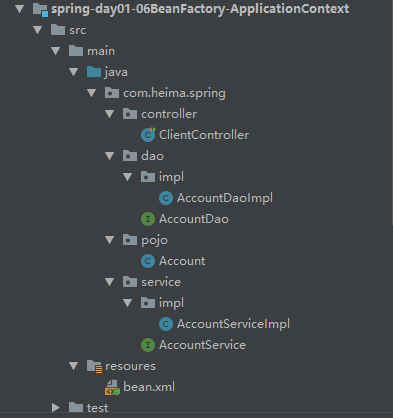 spring-day01-06BeanFactory-ApplicationContext
src
main
java
com.heima.spring
controller
ClientController
dao
impl
AccountDaoImpl
AccountDao
pojo
Account
service
impl
AccountServiceImpl
AccountService
resoures
bean.xml
test